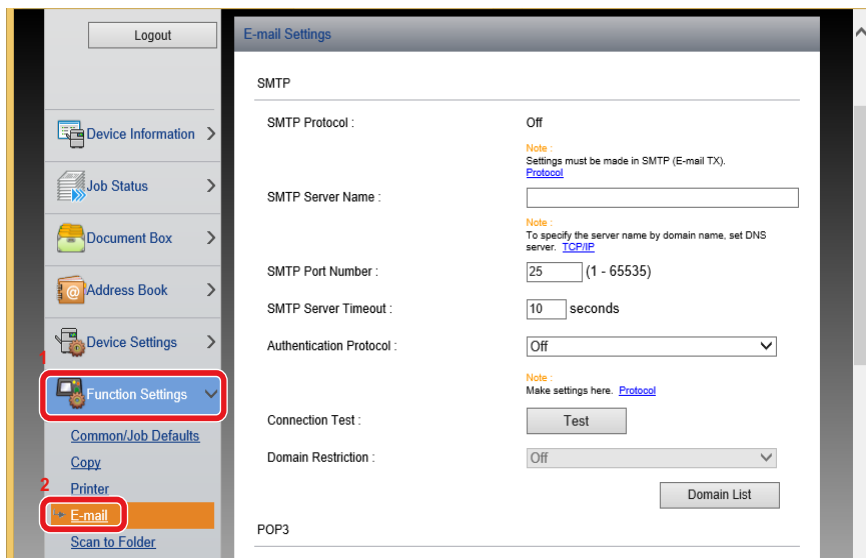 Logout
Device Information
Job Status
Document Box
Address Book
Device Settings
1
Function Settings
Common/Job Defaults
Copy
2
Printer
E-mail
Scan to Folder
E-mail Settings
SMTP
SMTP Protocol :
Off
Note :
Settings must be made in SMTP (E-mail TX).
Protocol
SMTP Server Name :
Note :
To specify the server name by domain name, set DNS
server. TCP/IP
SMTP Port Number :
25 (1 - 65535)
SMTP Server Timeout :
10 seconds
Authentication Protocol :
Off
Note :
Make settings here. Protocol
Connection Test :
Test
Domain Restriction :
Off
Domain List
POP3